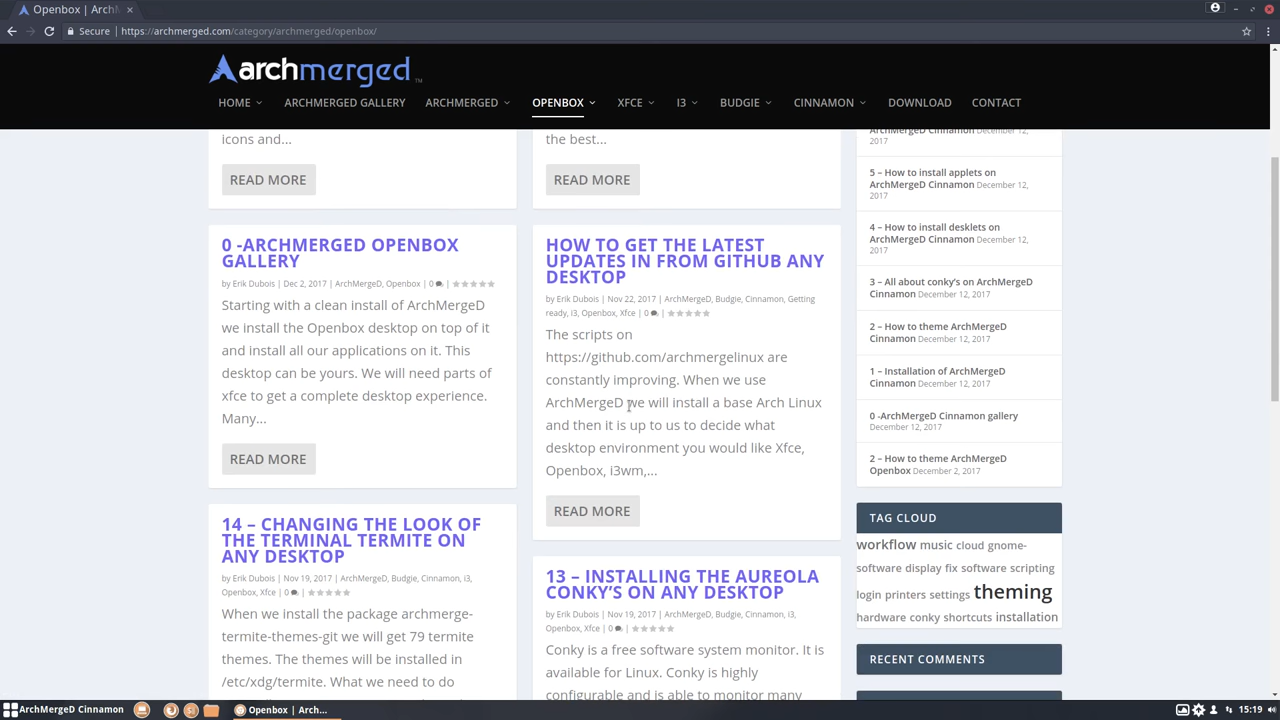 Openbox | ArchM
Secure
https://archmerged.com/category/archmerged/openbox/
archmerged™
HOME
ARCHMERGED GALLERY
ARCHMERGED
OPENBOX
XFCE
I3
BUDGIE
CINNAMON
DOWNLOAD
CONTACT
icons and...
READ MORE
the best...
READ MORE
0 -ARCHMERGED OPENBOX
GALLERY
by Erik Dubois | Dec 2, 2017 | ArchMergeD, Openbox | 0
Starting with a clean install of ArchMergeD
we install the Openbox desktop on top of it
and install all our applications on it. This
desktop can be yours. We will need parts of
xfce to get a complete desktop experience.
Many...
READ MORE
HOW TO GET THE LATEST
UPDATES IN FROM GITHUB ANY
DESKTOP
by Erik Dubois | Nov 22, 2017 | ArchMergeD, Budgie, Cinnamon, Getting
ready, i3, Openbox, Xfce | 0
The scripts on
https://github.com/archmergelinux are
constantly improving. When we use
ArchMergeD we will install a base Arch Linux
and then it is up to us to decide what
desktop environment you would like Xfce,
Openbox, i3wm,...
READ MORE
14 – CHANGING THE LOOK OF
THE TERMINAL TERMITE ON
ANY DESKTOP
by Erik Dubois | Nov 19, 2017 | ArchMergeD, Budgie, Cinnamon, i3,
Openbox, Xfce | 0
When we install the package archmerge-
termite-themes-git we will get 79 termite
themes. The themes will be installed in
/etc/xdg/termite. What we need to do
13 – INSTALLING THE AUREOLA
CONKY'S ON ANY DESKTOP
by Erik Dubois | Nov 19, 2017 | ArchMergeD, Budgie, Cinnamon, i3,
Openbox, Xfce | 0
Conky is a free software system monitor. It is
available for Linux. Conky is highly
configurable and is able to monitor many
ArchMergeD Cinnamon December 12,
2017
5 – How to install applets on
ArchMergeD Cinnamon December 12,
2017
4 – How to install desklets on
ArchMergeD Cinnamon December 12,
2017
3 – All about conky's on ArchMergeD
Cinnamon December 12, 2017
2 – How to theme ArchMergeD
Cinnamon December 12, 2017
1 – Installation of ArchMergeD
Cinnamon December 12, 2017
0 -ArchMergeD Cinnamon gallery
December 12, 2017
2 – How to theme ArchMergeD
Openbox December 2, 2017
TAG CLOUD
workflow music cloud gnome-
software display fix software scripting
login printers settings theming
hardware conky shortcuts installation
RECENT COMMENTS
ArchMergeD Cinnamon
Openbox | Arch...
15:19